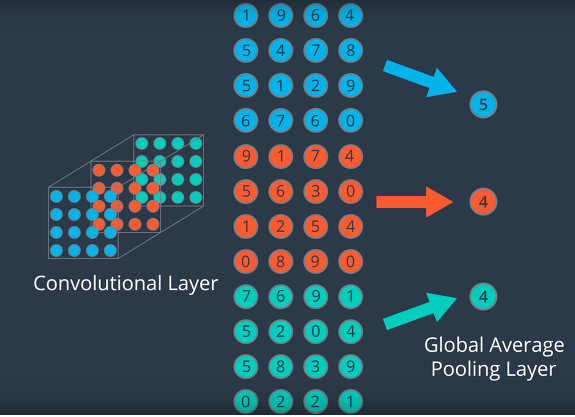 1 9 6 4
5 4 7 8
5 1 2 9
6 7 6 0
5
9 1 7 4
5 6 3 0
1 2 5 4
0 8 9 0
4
7 6 9 1
5 2 0 4
5 8 3 9
0 2 2 1
4
Convolutional Layer
Global Average
Pooling Layer